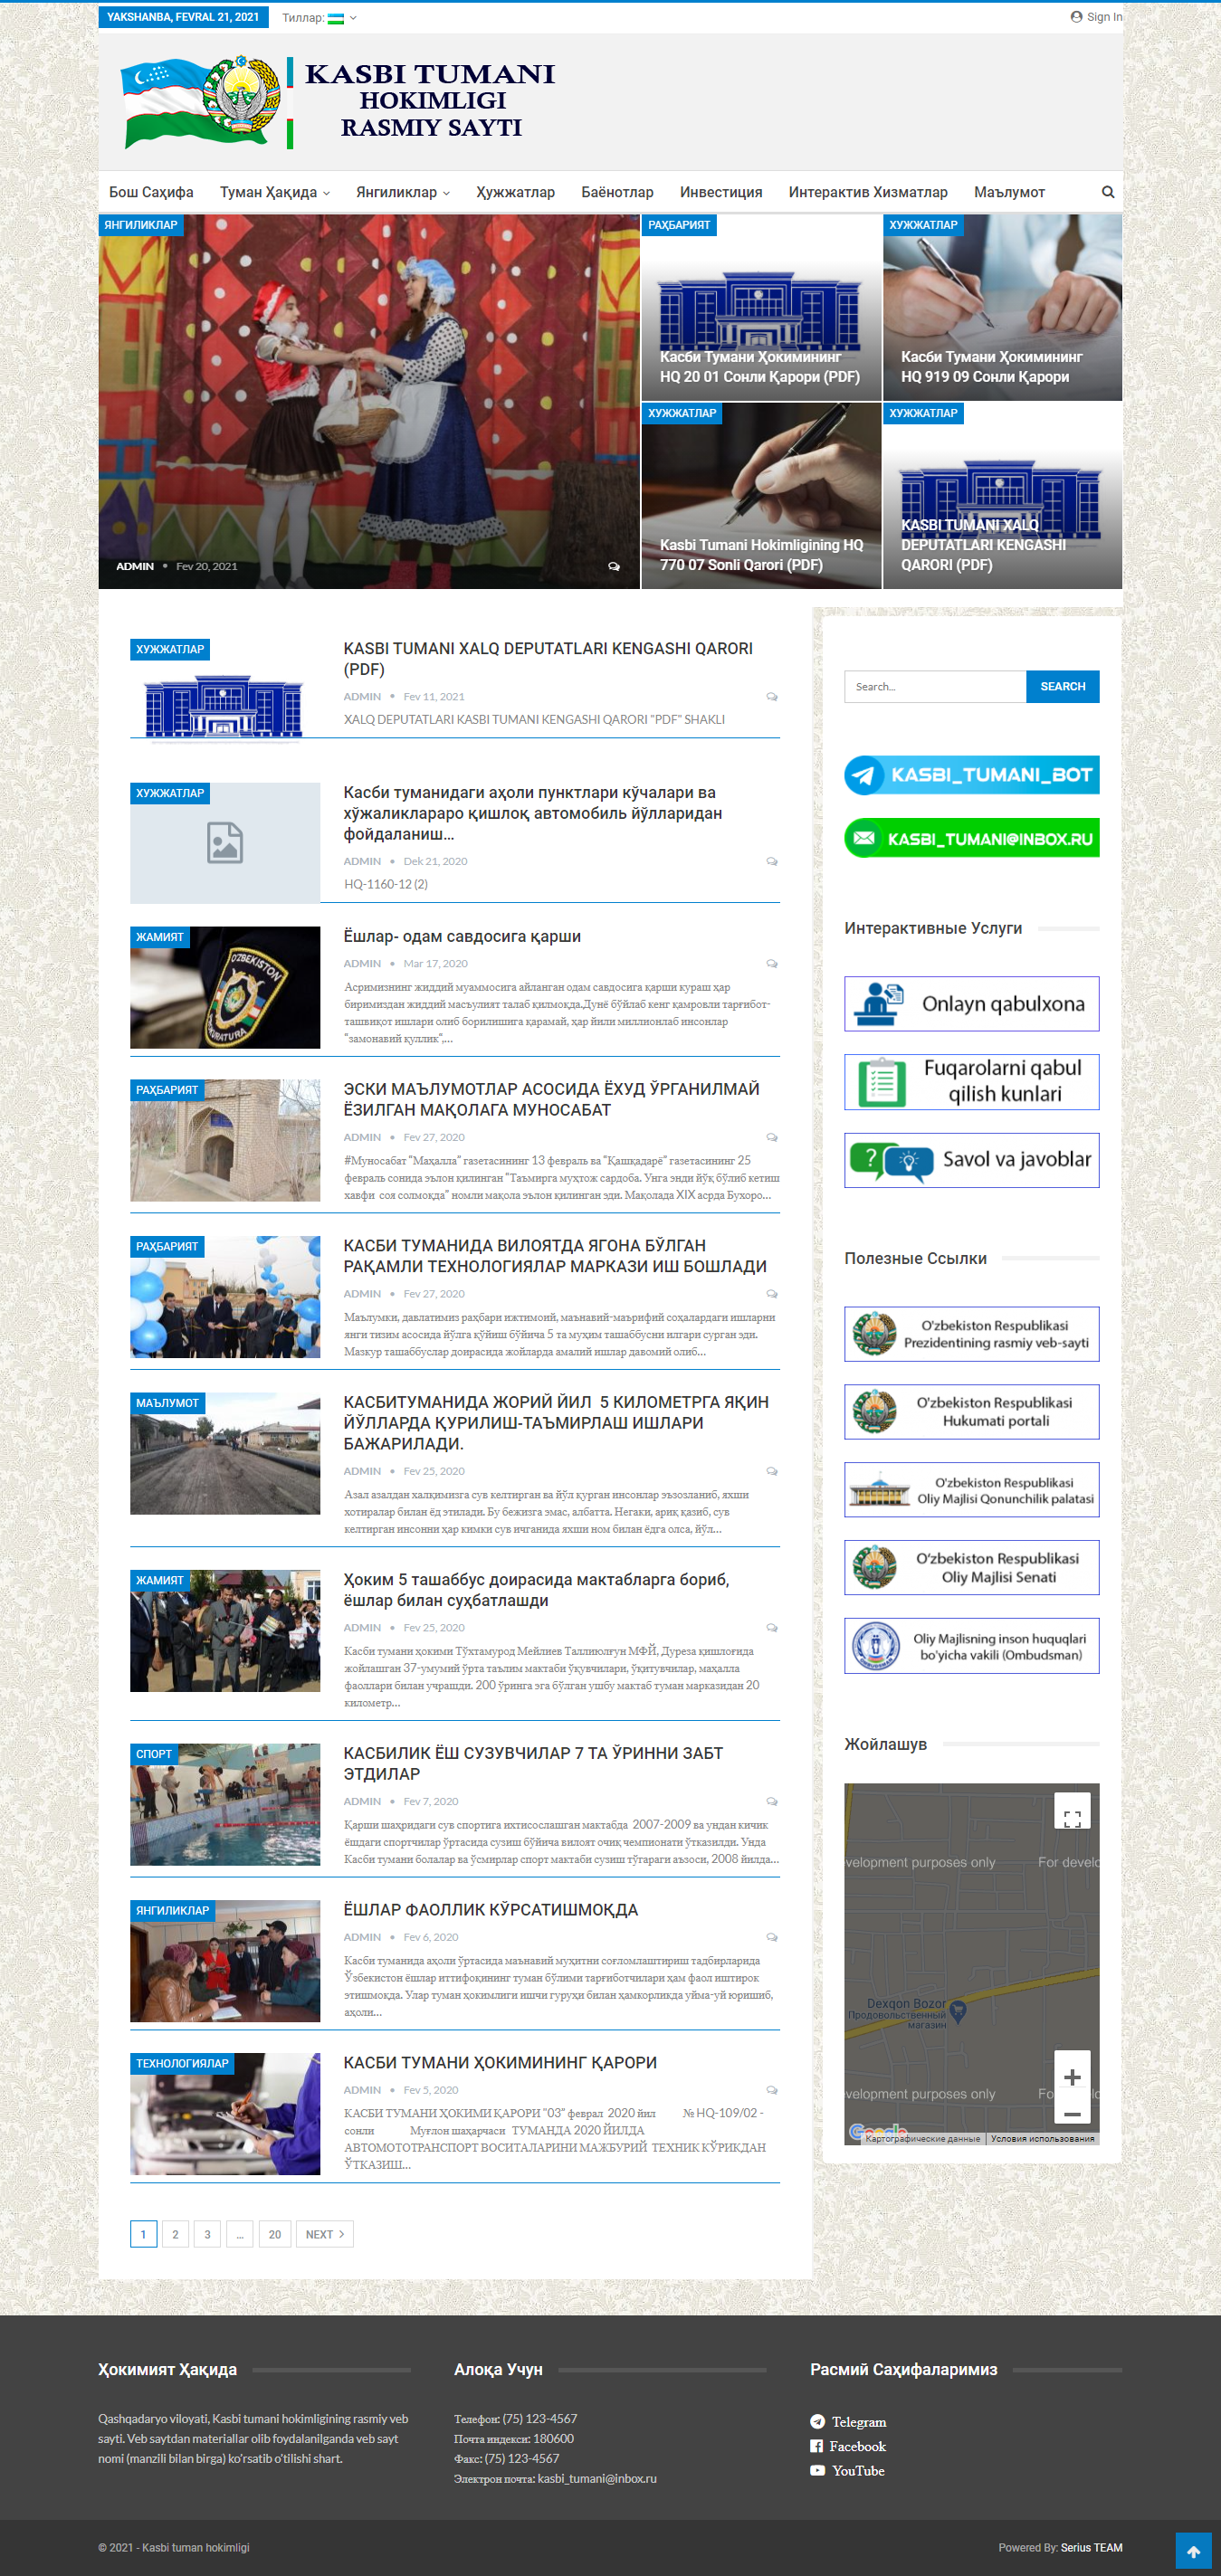 YAKSHANBA, FEVRAL 21, 2021
Тиллар:
Sign In
KASBI TUMANI
HOKIMLIGI
RASMIY SAYTI
Бош Саҳифа
Туман Ҳақида
Янгиликлар
Ҳужжатлар
Баёнотлар
Инвестиция
Интерактив Хизматлар
Маълумот
ЯНГИЛИКЛАР
ADMIN • Fev 20, 2021
РАҲБАРИЯТ
Касби Тумани Ҳокимининг
HQ 20 01 Сонли Қарори (PDF)
ХУЖЖАТЛАР
Касби Тумани Ҳокимининг
HQ 919 09 Сонли Қарори
ХУЖЖАТЛАР
Kasbi Tumani Hokimligining HQ
770 07 Sonli Qarori (PDF)
ХУЖЖАТЛАР
KASBI TUMANI XALQ
DEPUTATLARI KENGASHI
QARORI (PDF)
ХУЖЖАТЛАР
KASBI TUMANI XALQ DEPUTATLARI KENGASHI QARORI
(PDF)
ADMIN • Fev 11, 2021
XALQ DEPUTATLARI KASBI TUMANI KENGASHI QARORI "PDF" SHAKLI
ХУЖЖАТЛАР
Касби туманидаги аҳоли пунктлари кўчалари ва
хўжаликлараро қишлоқ автомобиль йўлларидан
фойдаланиш...
ADMIN • Dek 21, 2020
HQ-1160-12 (2)
ЖАМИЯТ
O'ZBEKISTON
Ёшлар- одам савдосига қарши
ADMIN • Mar 17, 2020
Асримизнинг жиддий муаммосига айланган одам савдосига қарши кураш ҳар
биримиздан жиддий масъулият талаб қилмоқда.Дунё бўйлаб кенг қамровли тарғибот-
ташвиқот ишлари олиб борилишига қарамай, ҳар йили миллионлаб инсонлар
"замонавий қуллик",...
РАҲБАРИЯТ
ЭСКИ МАЪЛУМОТЛАР АСОСИДА ЁХУД ЎРГАНИЛМАЙ
ЁЗИЛГАН МАҚОЛАГА МУНОСАБАТ
ADMIN • Fev 27, 2020
#Муносабат "Маҳалла" газетасининг 13 февраль ва "Қашқадарё" газетасининг 25
февраль сонида эълон қилинган "Таъмирга муҳтож сардоба. Унга энди йўқ бўлиб кетиш
хавфи соя солмоқда" номли мақола эълон қилинган эди. Мақолада XIX асрда Бухоро...
РАҲБАРИЯТ
КАСБИ ТУМАНИДА ВИЛОЯТДА ЯГОНА БЎЛГАН
РАҚАМЛИ ТЕХНОЛОГИЯЛАР МАРКАЗИ ИШ БОШЛАДИ
ADMIN • Fev 27, 2020
Маълумки, давлатимиз раҳбари ижтимоий, маънавий-маърифий соҳалардаги ишларни
янги тизим асосида йўлга қўйиш бўйича 5 та муҳим ташаббусни илгари сурган эди.
Мазкур ташаббуслар доирасида жойларда амалий ишлар давомий олиб...
МАЪЛУМОТ
КАСБИТУМАНИДА ЖОРИЙ ЙИЛ 5 КИЛОМЕТРГА ЯҚИН
ЙЎЛЛАРДА ҚУРИЛИШ-ТАЪМИРЛАШ ИШЛАРИ
БАЖАРИЛАДИ.
ADMIN • Fev 25, 2020
Азал азалдан халқимизга сув келтирган ва йўл қурган инсонлар эъзозланиб, яхши
хотиралар билан ёд этилади. Бу бежизга эмас, албатта. Негаки, ариқ қазиб, сув
келтирган инсонни ҳар кимки сув ичганида яхши ном билан ёдга олса, йўл...
ЖАМИЯТ
Ҳоким 5 ташаббус доирасида мактабларга бориб,
ёшлар билан суҳбатлашди
ADMIN • Fev 25, 2020
Касби тумани ҳокими Тўхтамурод Мейлиев Таллиюлгун МФЙ, Дуреза қишлоғида
жойлашган 37-умумий ўрта таълим мактаби ўқувчилари, ўқитувчилар, маҳалла
фаоллари билан учрашди. 200 ўринга эга бўлган ушбу мактаб туман марказидан 20
километр...
СПОРТ
КАСБИЛИК ЁШ СУЗУВЧИЛАР 7 ТА ЎРИННИ ЗАБТ
ЭТДИЛАР
ADMIN • Fev 7, 2020
Қарши шаҳридаги сув спортига ихтисослашган мактабда 2007-2009 ва ундан кичик
ёшдаги спортчилар ўртасида сузиш бўйича вилоят очиқ чемпионати ўтказилди. Унда
Касби тумани болалар ва ўсмирлар спорт мактаби сузиш тўгараги аъзоси, 2008 йилда...
ЯНГИЛИКЛАР
ЁШЛАР ФАОЛЛИК КЎРСАТИШМОҚДА
ADMIN • Fev 6, 2020
Касби туманида аҳоли ўртасида маънавий муҳитни соғломлаштириш тадбирларида
Ўзбекистон ёшлар иттифоқининг туман бўлими тарғиботчилари ҳам фаол иштирок
этишмоқда. Улар туман ҳокимлиги ишчи гуруҳи билан ҳамкорликда уйма-уй юришиб,
аҳоли...
ТЕХНОЛОГИЯЛАР
КАСБИ ТУМАНИ ҲОКИМИНИНГ ҚАРОРИ
ADMIN • Fev 5, 2020
КАСБИ ТУМАНИ ҲОКИМИ ҚАРОРИ "03" феврал 2020 йил № HQ-109/02 -
сонли Муғлон шаҳарчаси ТУМАНДА 2020 ЙИЛДА
АВТОМОТОТРАНСПОРТ ВОСИТАЛАРИНИ МАЖБУРИЙ ТЕХНИК КЎРИКДАН
ЎТКАЗИШ...
1 2 3 ... 20 NEXT
Search...
SEARCH
KASBI_TUMANI_BOT
KASBI_TUMANI@INBOX.RU
Интерактивные Услуги
Onlayn qabulxona
Fuqarolarni qabul
qilish kunlari
Savol va javoblar
Полезные Ссылки
O'zbekiston Respublikasi
Prezidentining rasmiy veb-sayti
O'zbekiston Respublikasi
Hukumati portali
O'zbekiston Respublikasi
Oliy Majlisi Qonunchilik palatasi
O'zbekiston Respublikasi
Oliy Majlisi Senati
Oliy Majlisning inson huquqlari
bo'yicha vakili (Ombudsman)
Жойлашув
evelopment purposes only
For develo
Dexqon Bozor
Продовольственный
магазин
evelopment purposes only
Fo
Google
Картографические данные
Условия использования
Ҳокимият Ҳақида
Qashqadaryo viloyati, Kasbi tumani hokimligining rasmiy veb
sayti. Veb saytdan materiallar olib foydalanilganda veb sayt
nomi (manzili bilan birga) ko'rsatib o'tilishi shart.
Алоқа Учун
Телефон: (75) 123-4567
Почта индекси: 180600
Факс: (75) 123-4567
Электрон почта: kasbi_tumani@inbox.ru
Расмий Саҳифаларимиз
Telegram
Facebook
YouTube
© 2021 - Kasbi tuman hokimligi
Powered By: Serius TEAM